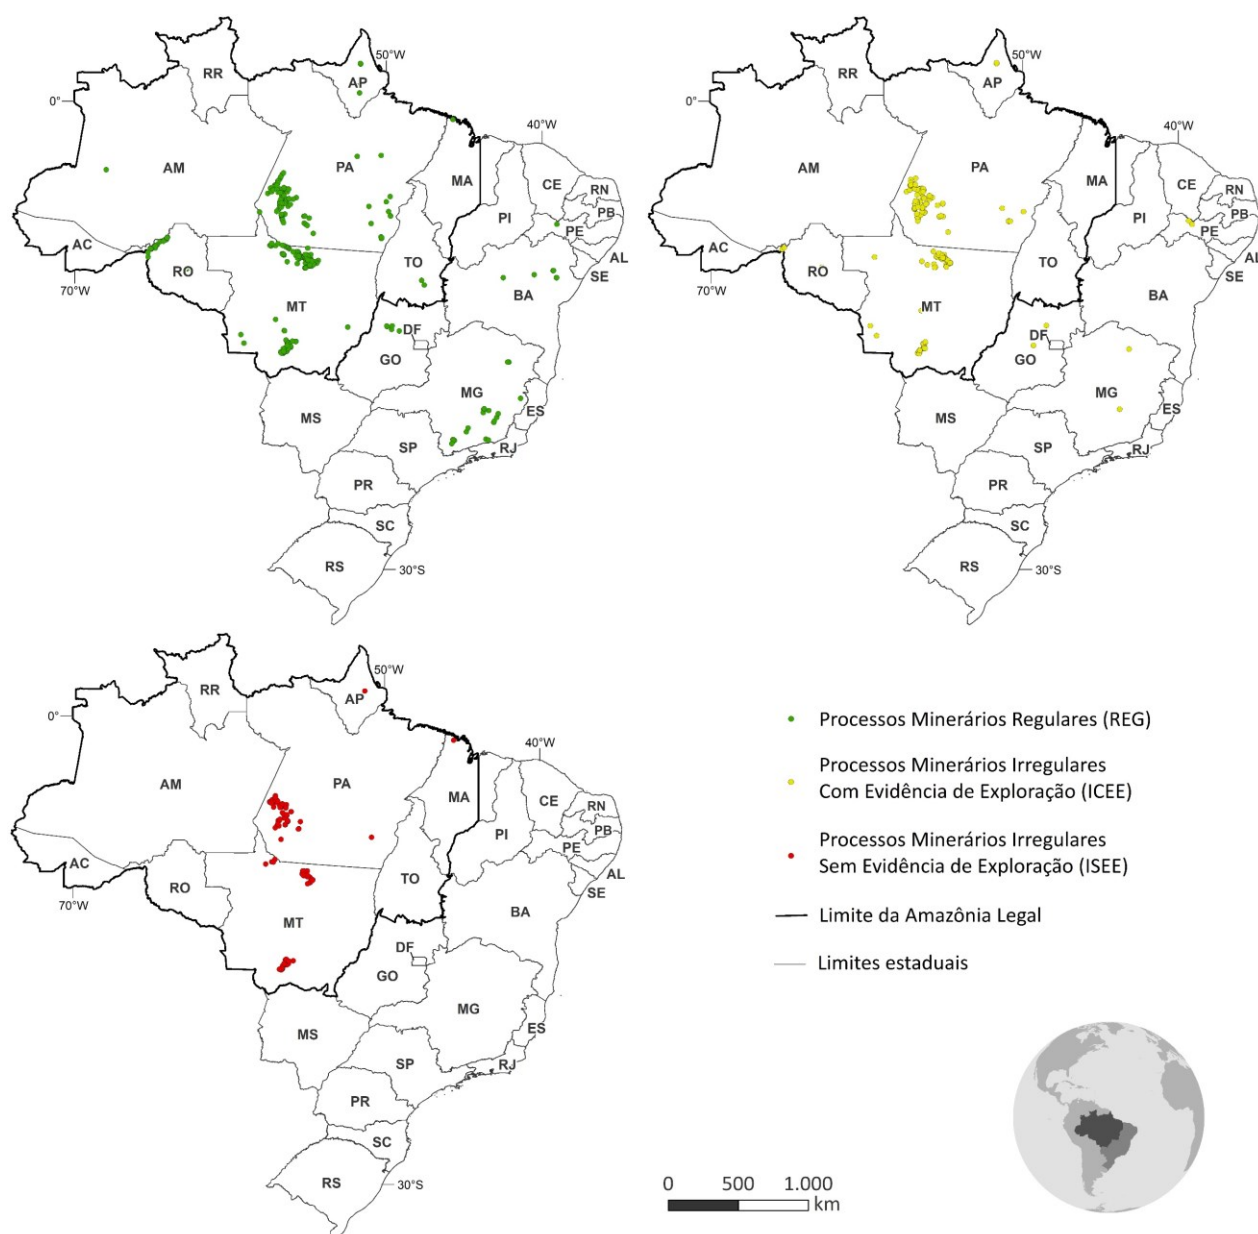 50°W
RR
AP
0°
40°W
AM
PA
MA
CE
RN
PB
PI
PE
AC
AL
SE
RO
TO
70°W
BA
MT
DF
GO
MG
ES
MS
SP
RJ
PR
SC
RS
30°S
50°W
RR
AP
0°
40°W
AM
PA
MA
CE
RN
PB
PI
PE
AC
AL
SE
RO
TO
70°W
BA
MT
DF
GO
MG
ES
MS
SP
RJ
PR
SC
RS
30°S
50°W
RR
AP
0°
40°W
AM
PA
MA
CE
RN
PB
PI
PE
AC
AL
SE
RO
TO
70°W
BA
MT
DF
GO
MG
ES
MS
SP
RJ
PR
SC
RS
30°S
Processos Minerários Regulares (REG)
Processos Minerários Irregulares
Com Evidência de Exploração (ICEE)
Processos Minerários Irregulares
Sem Evidência de Exploração (ISEE)
Limite da Amazônia Legal
Limites estaduais
0 500 1.000
km